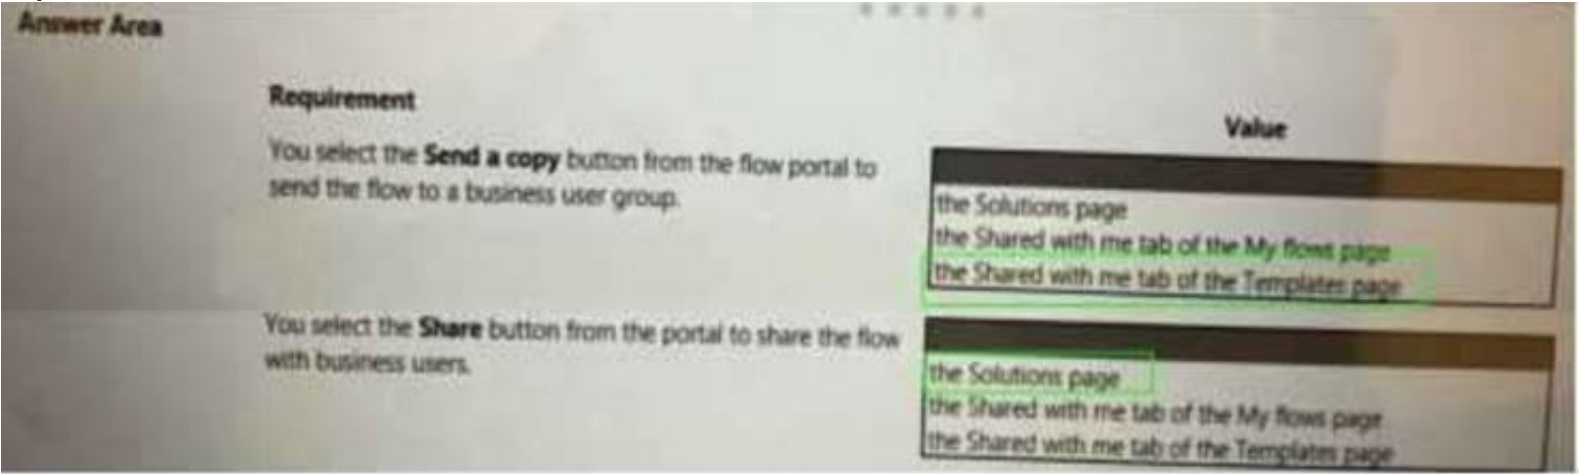 Answer Area
Requirement
Value
You select the Send a copy button from the flow portal to
send the flow to a business user group.
the Solutions page
the Shared with me tab of the My flows page
the Shared with me tab of the Templates page
You select the Share button from the portal to share the flow
with business users.
the Solutions page
the Shared with me tab of the My flows page
the Shared with me tab of the Templates page